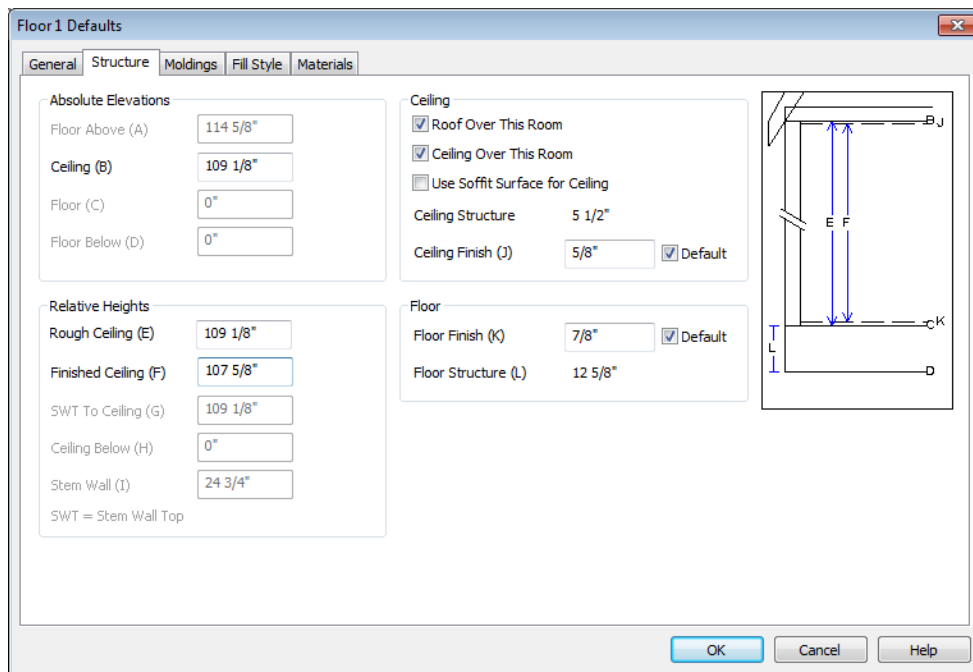 Floor 1 Defaults
General Structure Moldings Fill Style Materials
Absolute Elevations
Floor Above (A) 114 5/8"
Ceiling (B) 109 1/8"
Floor (C) 0"
Floor Below (D) 0"
Relative Heights
Rough Ceiling (E) 109 1/8"
Finished Ceiling (F) 107 5/8"
SWT To Ceiling (G) 109 1/8"
Ceiling Below (H) 0"
Stem Wall (I) 24 3/4"
SWT = Stem Wall Top
Ceiling
Roof Over This Room
Ceiling Over This Room
Use Soffit Surface for Ceiling
Ceiling Structure 5 1/2"
Ceiling Finish (J) 5/8" Default
Floor
Floor Finish (K) 7/8" Default
Floor Structure (L) 12 5/8"
B J
E F
C K
L
D
OK Cancel Help